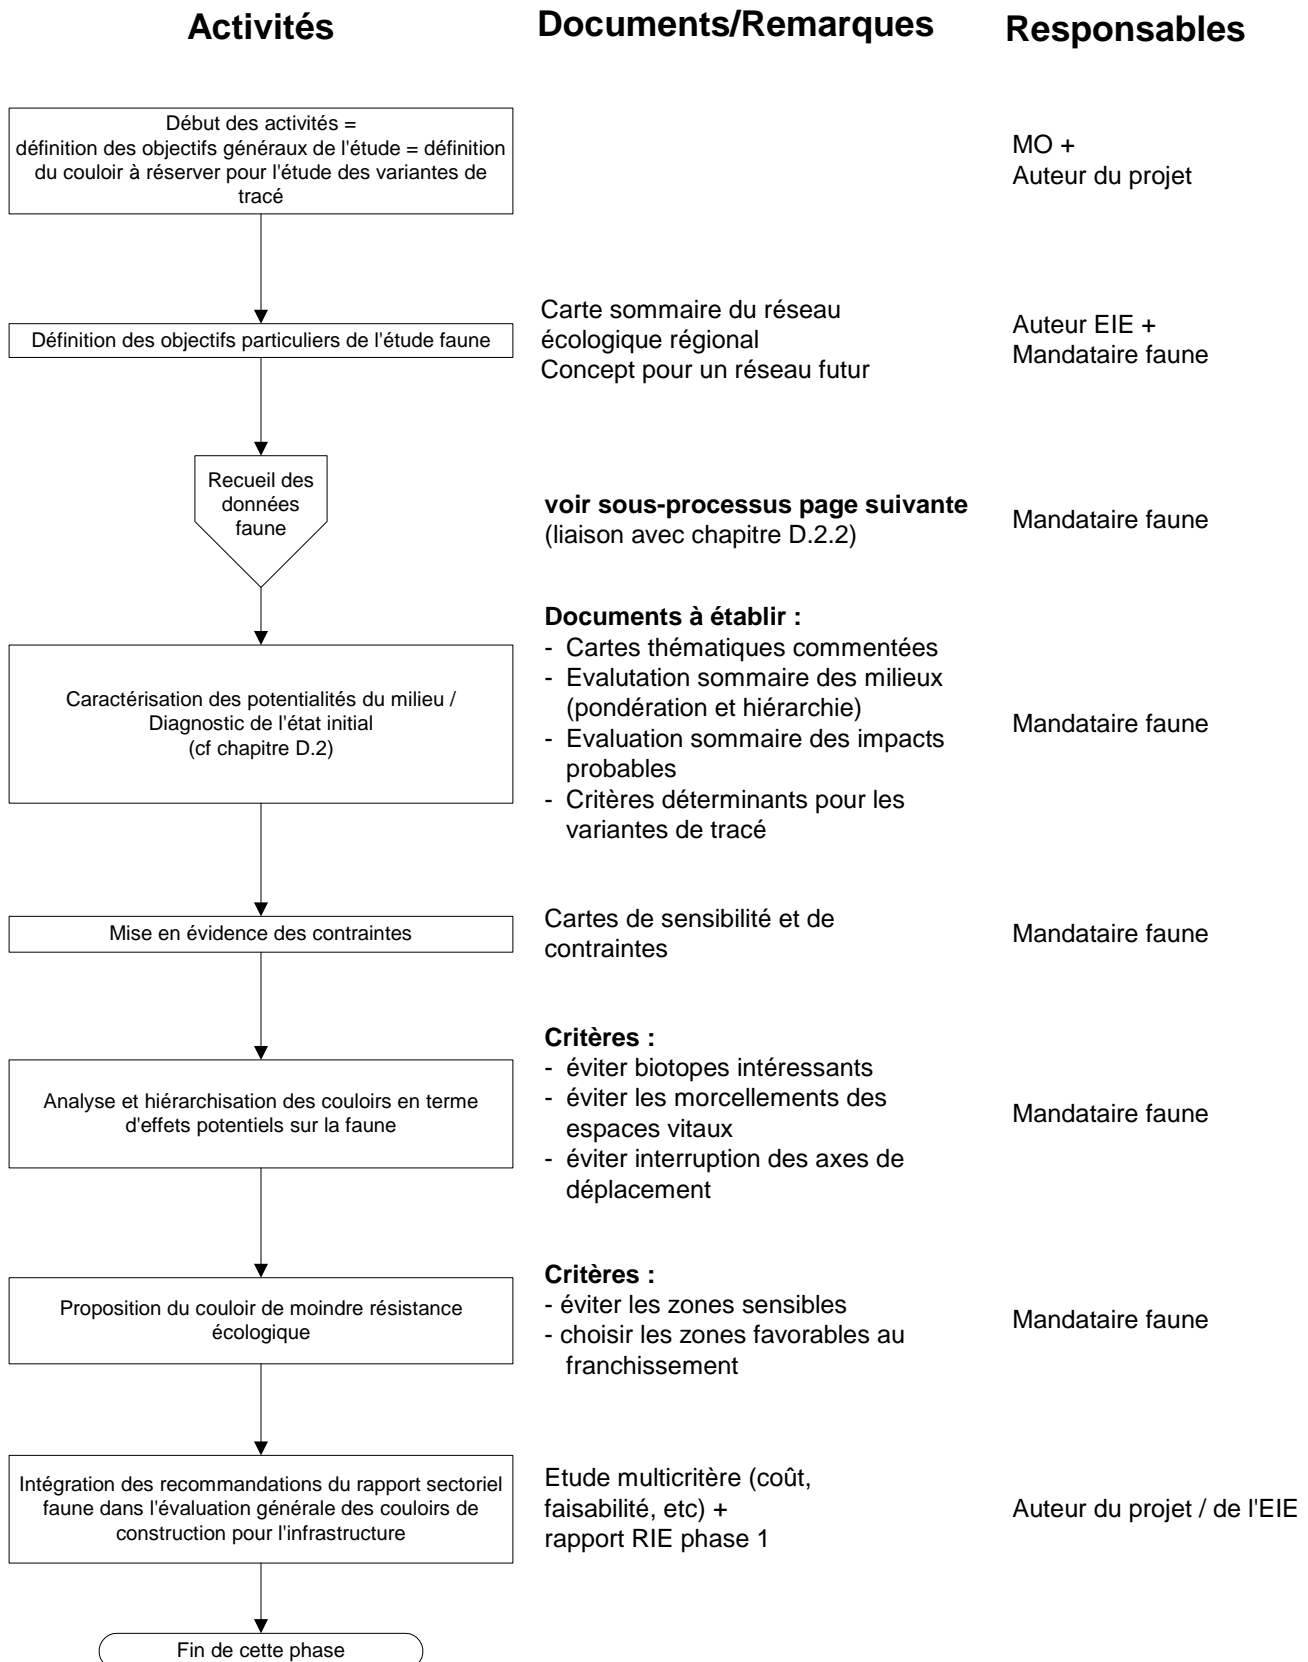 Activités
Documents/Remarques
Responsables
Début des activités =
définition des objectifs généraux de l'étude = définition
du couloir à réserver pour l'étude des variantes de
tracé
MO +
Auteur du projet
Définition des objectifs particuliers de l'étude faune
Carte sommaire du réseau
écologique régional
Concept pour un réseau futur
Auteur EIE +
Mandataire faune
Recueil des
données
faune
voir sous-processus page suivante
(liaison avec chapitre D.2.2)
Mandataire faune
Caractérisation des potentialités du milieu /
Diagnostic de l'état initial
(cf chapitre D.2)
Documents à établir :
- Cartes thématiques commentées
- Evalutation sommaire des milieux
(pondération et hiérarchie)
- Evaluation sommaire des impacts
probables
- Critères déterminants pour les
variantes de tracé
Mandataire faune
Mise en évidence des contraintes
Cartes de sensibilité et de
contraintes
Mandataire faune
Analyse et hiérarchisation des couloirs en terme
d'effets potentiels sur la faune
Critères :
- éviter biotopes intéressants
- éviter les morcellements des
espaces vitaux
- éviter interruption des axes de
déplacement
Mandataire faune
Proposition du couloir de moindre résistance
écologique
Critères :
- éviter les zones sensibles
- choisir les zones favorables au
franchissement
Mandataire faune
Intégration des recommandations du rapport sectoriel
faune dans l'évaluation générale des couloirs de
construction pour l'infrastructure
Etude multicritère (coût,
faisabilité, etc) +
rapport RIE phase 1
Auteur du projet / de l'EIE
Fin de cette phase